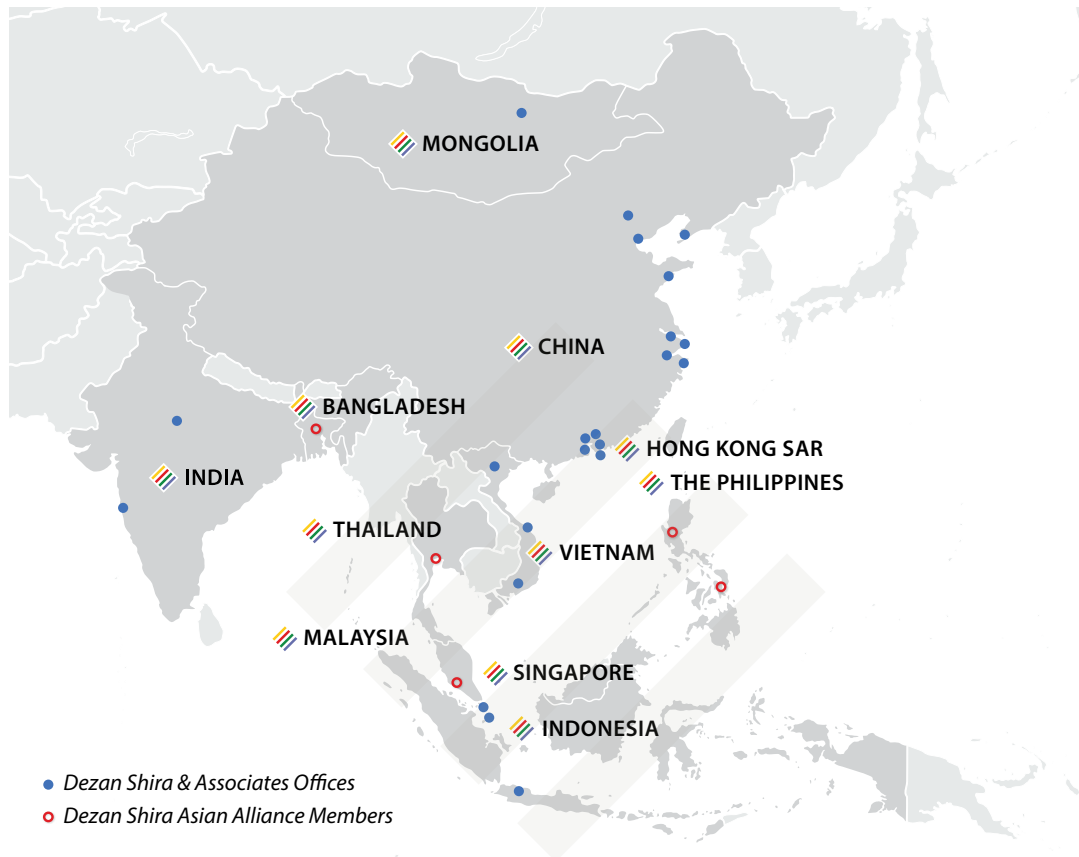 MONGOLIA
CHINA
BANGLADESH
HONG KONG SAR
INDIA
THE PHILIPPINES
THAILAND
VIETNAM
MALAYSIA
SINGAPORE
INDONESIA
Dezan Shira & Associates Offices
Dezan Shira Asian Alliance Members